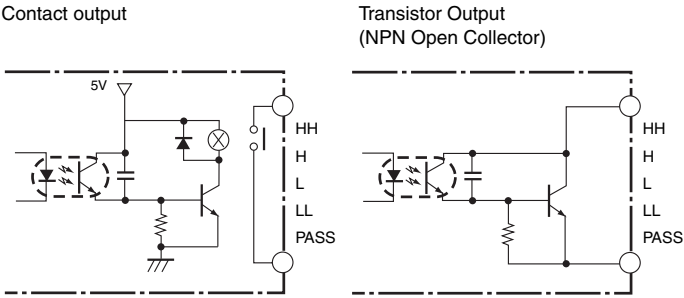 Contact output
Transistor Output
(NPN Open Collector)
5V
HH
H
L
LL
PASS
HH
H
L
LL
PASS